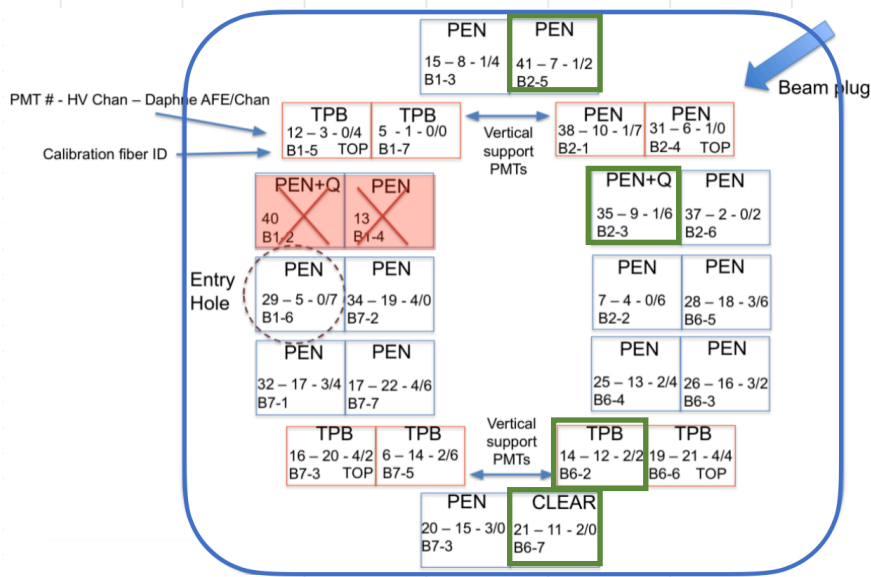 PEN PEN
15 – 8 - 1/4 41 – 7 - 1/2
B1-3 B2-5
Beam plug
PMT # - HV Chan – Daphne AFE/Chan
TPB TPB
12 – 3 - 0/4 5 - 1 - 0/0
B1-5 TOP B1-7
Calibration fiber ID
Vertical
support
PMTs
PEN PEN
38 – 10 - 1/7 31 – 6 - 1/0
B2-1 B2-4 TOP
PEN+Q PEN
40 13
B1-2 B1-4
PEN+Q PEN
35 – 9 - 1/6 37 – 2 - 0/2
B2-3 B2-6
Entry
Hole
PEN PEN
29 – 5 - 0/7 34 – 19 - 4/0
B1-6 B7-2
PEN PEN
7 – 4 - 0/6 28 – 18 - 3/6
B2-2 B6-5
PEN PEN
32 – 17 - 3/4 17 – 22 - 4/6
B7-1 B7-7
PEN PEN
25 – 13 - 2/4 26 – 16 - 3/2
B6-4 B6-3
TPB TPB
16 – 20 - 4/2 6 – 14 - 2/6
B7-3 TOP B7-5
Vertical
support
PMTs
TPB TPB
14 – 12 - 2/2 19 – 21 - 4/4
B6-2 B6-6 TOP
PEN CLEAR
20 – 15 - 3/0 21 – 11 - 2/0
B7-3 B6-7